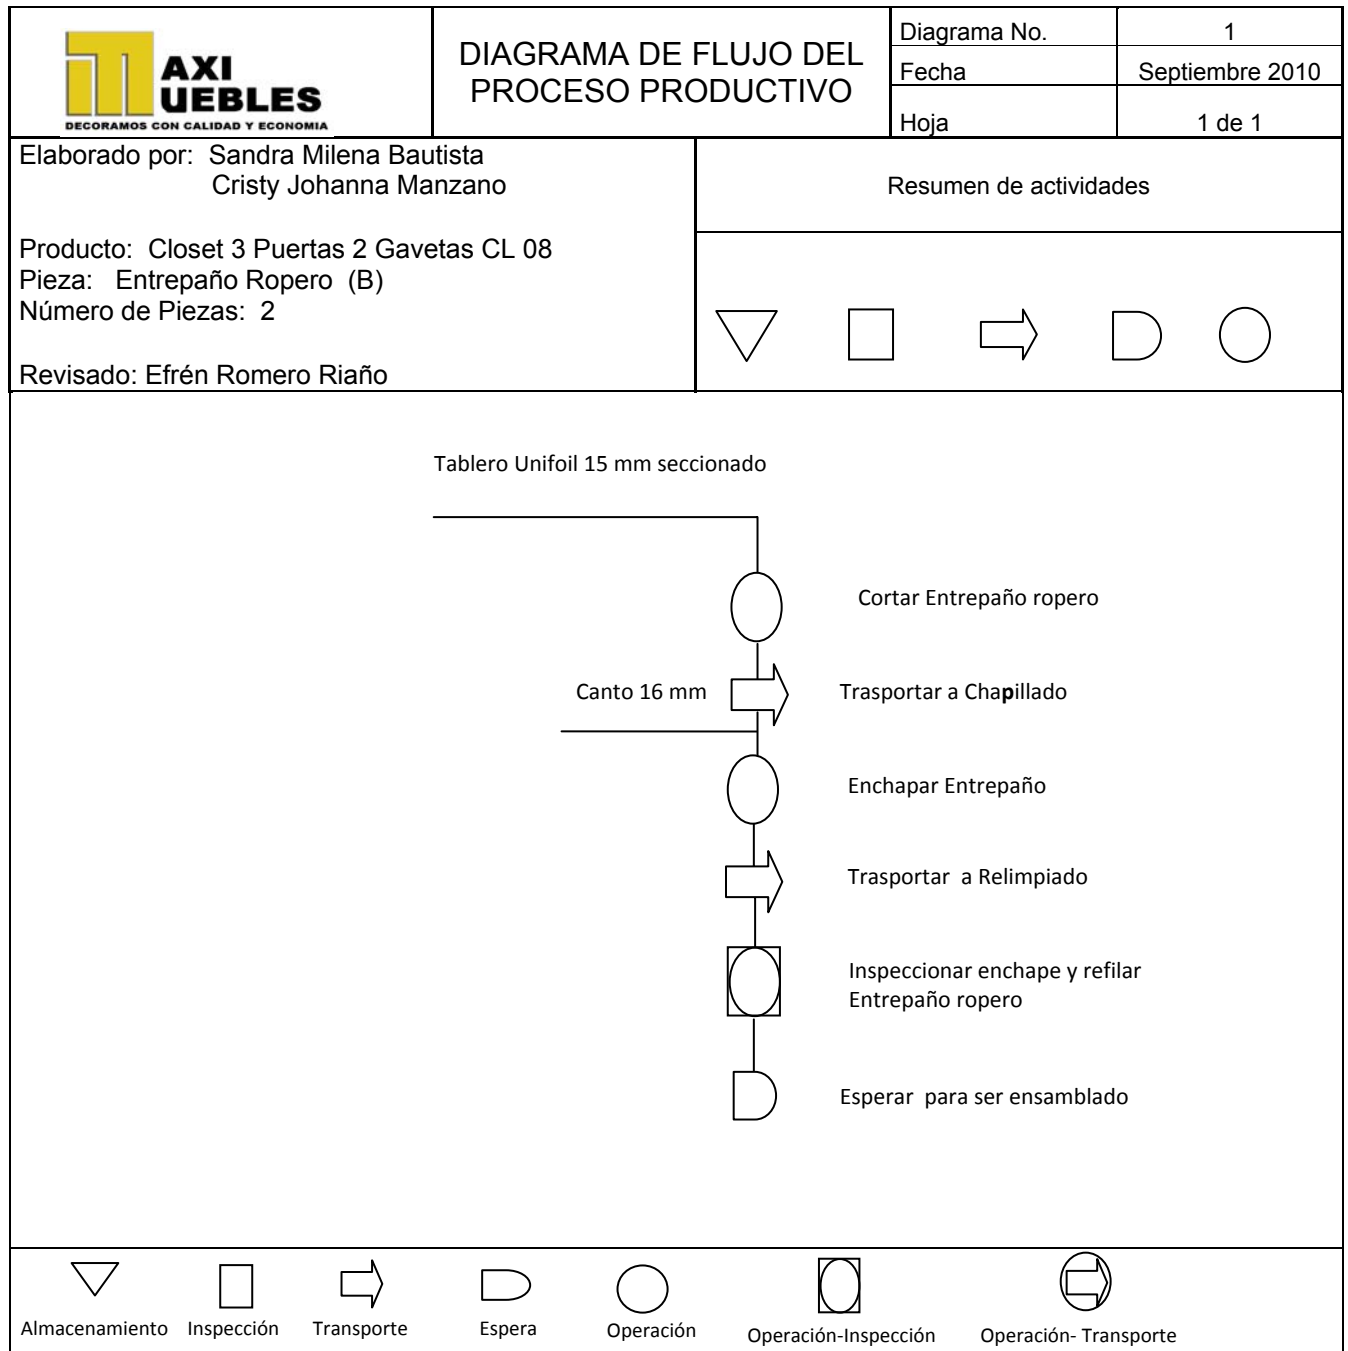 AXI
UEBLES
DECORAMOS CON CALIDAD Y ECONOMIA
DIAGRAMA DE FLUJO DEL
PROCESO PRODUCTIVO
Diagrama No. 1
Fecha Septiembre 2010
Hoja 1 de 1
Elaborado por: Sandra Milena Bautista
Cristy Johanna Manzano
Producto: Closet 3 Puertas 2 Gavetas CL 08
Pieza: Entrepaño Ropero (B)
Número de Piezas: 2
Revisado: Efrén Romero Riaño
Resumen de actividades
Tablero Unifoil 15 mm seccionado
Cortar Entrepaño ropero
Canto 16 mm
Trasportar a Chapillado
Enchapar Entrepaño
Trasportar a Relimpiado
Inspeccionar enchape y refilar
Entrepaño ropero
Esperar para ser ensamblado
Almacenamiento Inspección Transporte Espera Operación Operación-Inspección Operación- Transporte